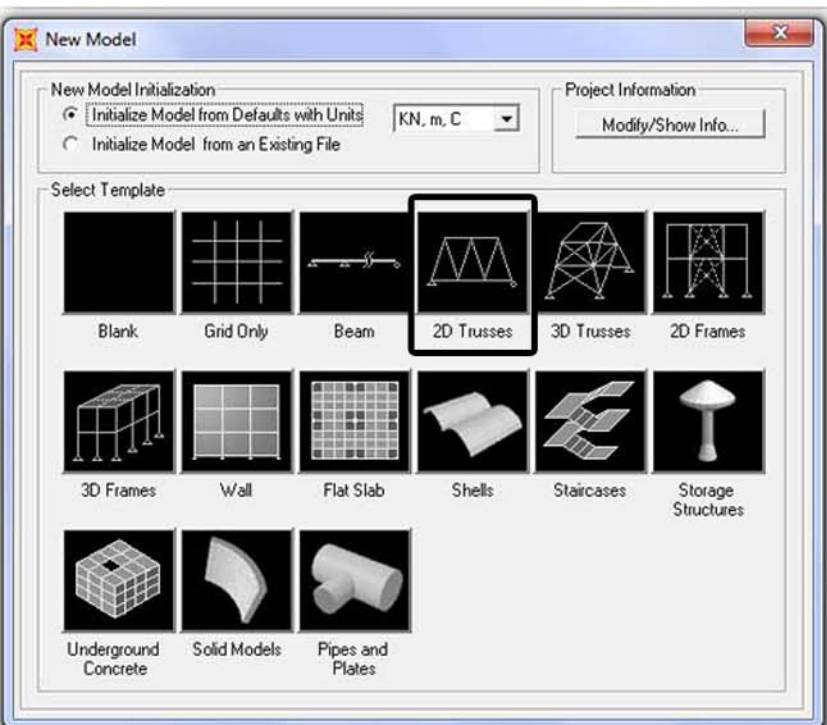 New Model
New Model Initialization
Initialize Model from Defaults with Units
KN, m, C
Initialize Model from an Existing File
Project Information
Modify/Show Info...
Select Template
Blank
Grid Only
Beam
2D Trusses
3D Trusses
2D Frames
3D Frames
Wall
Flat Slab
Shells
Staircases
Storage
Structures
Underground
Concrete
Solid Models
Pipes and
Plates